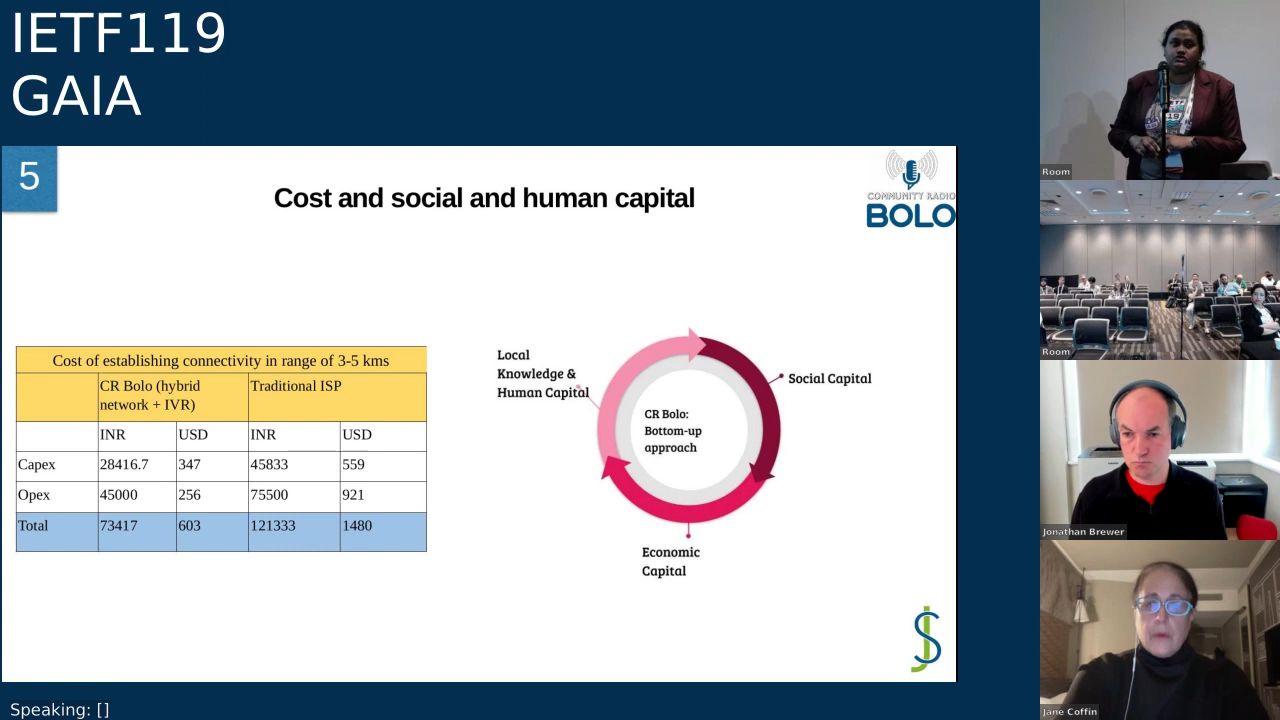 IETF119
GAIA
5
Cost and social and human capital
COMMUNITY RADIO
BOLO
Cost of establishing connectivity in range of 3-5 kms
CR Bolo (hybrid
network + IVR)
Traditional ISP
INR USD INR USD
Capex 28416.7 347 45833 559
Opex 45000 256 75500 921
Total 73417 603 121333 1480
Local
Knowledge &
Human Capital
Social Capital
CR Bolo:
Bottom-up
approach
Economic
Capital
Room
Room
Jonathan Brewer
Jane Coffin
Speaking: []